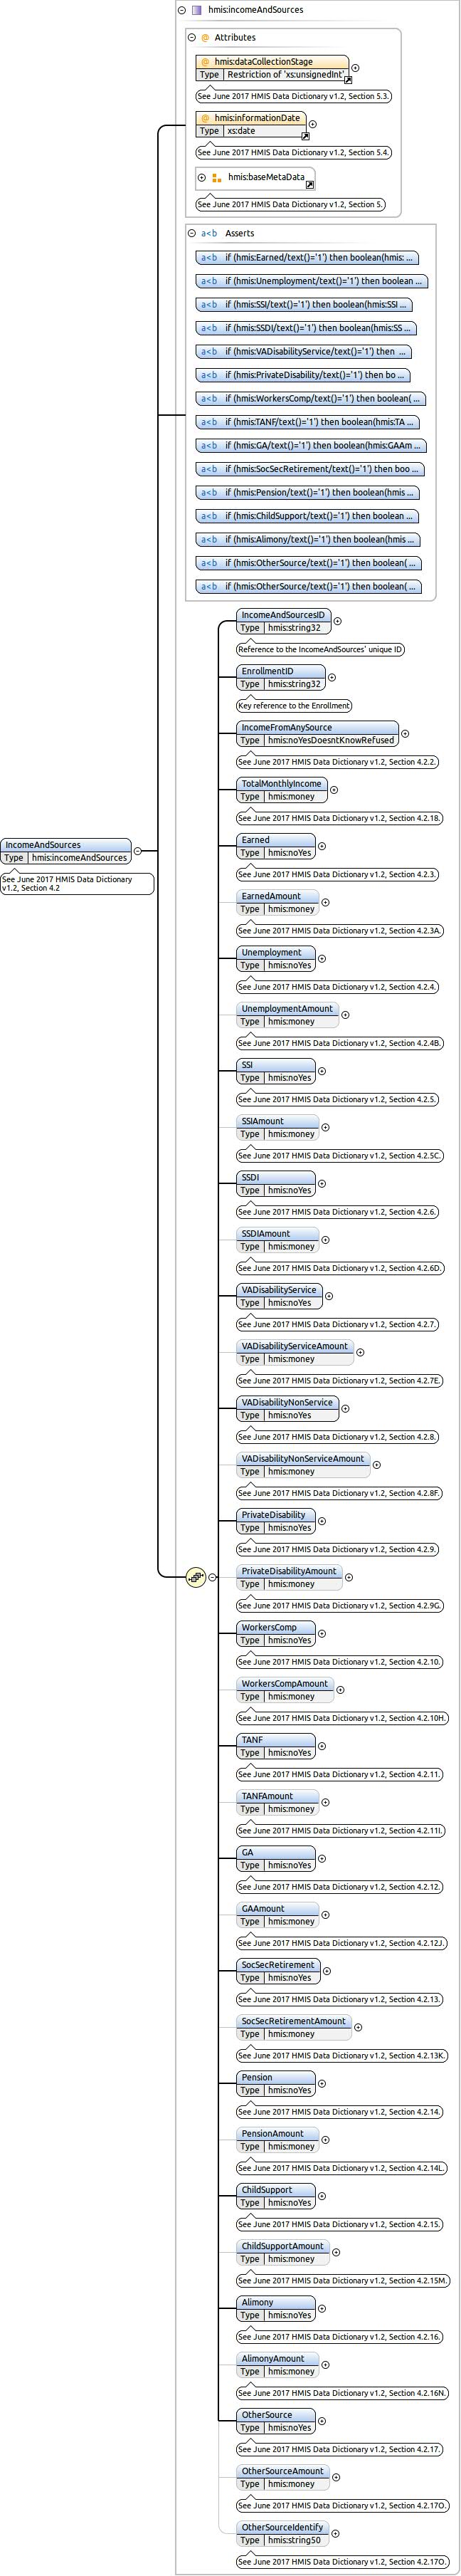 hmis:incomeAndSources
Attributes
@ hmis:dataCollectionStage
Type Restriction of 'xs:unsignedInt'
See June 2017 HMIS Data Dictionary v1.2, Section 5.3.
@ hmis:informationDate
Type xs:date
See June 2017 HMIS Data Dictionary v1.2, Section 5.4.
hmis:baseMetaData
See June 2017 HMIS Data Dictionary v1.2, Section 5.
a<b Asserts
a<b if (hmis:Earned/text()='1') then boolean(hmis: ...
a<b if (hmis:Unemployment/text()='1') then boolean ...
a<b if (hmis:SSI/text()='1') then boolean(hmis:SSI ...
a<b if (hmis:SSDI/text()='1') then boolean(hmis:SS ...
a<b if (hmis:VADisabilityService/text()='1') then ...
a<b if (hmis:PrivateDisability/text()='1') then bo ...
a<b if (hmis:WorkersComp/text()='1') then boolean( ...
a<b if (hmis:TANF/text()='1') then boolean(hmis:TA ...
a<b if (hmis:GA/text()='1') then boolean(hmis:GAAm ...
a<b if (hmis:SocSecRetirement/text()='1') then boo ...
a<b if (hmis:Pension/text()='1') then boolean(hmis ...
a<b if (hmis:ChildSupport/text()='1') then boolean ...
a<b if (hmis:Alimony/text()='1') then boolean(hmis ...
a<b if (hmis:OtherSource/text()='1') then boolean( ...
a<b if (hmis:OtherSource/text()='1') then boolean( ...
IncomeAndSources
Type hmis:incomeAndSources
See June 2017 HMIS Data Dictionary
v1.2, Section 4.2
IncomeAndSourcesID
Type hmis:string32
Reference to the IncomeAndSources' unique ID
EnrollmentID
Type hmis:string32
Key reference to the Enrollment
IncomeFromAnySource
Type hmis:noYesDoesntKnowRefused
See June 2017 HMIS Data Dictionary v1.2, Section 4.2.2.
TotalMonthlyIncome
Type hmis:money
See June 2017 HMIS Data Dictionary v1.2, Section 4.2.18.
Earned
Type hmis:noYes
See June 2017 HMIS Data Dictionary v1.2, Section 4.2.3.
EarnedAmount
Type hmis:money
See June 2017 HMIS Data Dictionary v1.2, Section 4.2.3A.
Unemployment
Type hmis:noYes
See June 2017 HMIS Data Dictionary v1.2, Section 4.2.4.
UnemploymentAmount
Type hmis:money
See June 2017 HMIS Data Dictionary v1.2, Section 4.2.4B.
SSI
Type hmis:noYes
See June 2017 HMIS Data Dictionary v1.2, Section 4.2.5.
SSIAmount
Type hmis:money
See June 2017 HMIS Data Dictionary v1.2, Section 4.2.5C.
SSDI
Type hmis:noYes
See June 2017 HMIS Data Dictionary v1.2, Section 4.2.6.
SSDIAmount
Type hmis:money
See June 2017 HMIS Data Dictionary v1.2, Section 4.2.6D.
VADisabilityService
Type hmis:noYes
See June 2017 HMIS Data Dictionary v1.2, Section 4.2.7.
VADisabilityServiceAmount
Type hmis:money
See June 2017 HMIS Data Dictionary v1.2, Section 4.2.7E.
VADisabilityNonService
Type hmis:noYes
See June 2017 HMIS Data Dictionary v1.2, Section 4.2.8.
VADisabilityNonServiceAmount
Type hmis:money
See June 2017 HMIS Data Dictionary v1.2, Section 4.2.8F.
PrivateDisability
Type hmis:noYes
See June 2017 HMIS Data Dictionary v1.2, Section 4.2.9.
PrivateDisabilityAmount
Type hmis:money
See June 2017 HMIS Data Dictionary v1.2, Section 4.2.9G.
WorkersComp
Type hmis:noYes
See June 2017 HMIS Data Dictionary v1.2, Section 4.2.10.
WorkersCompAmount
Type hmis:money
See June 2017 HMIS Data Dictionary v1.2, Section 4.2.10H.
TANF
Type hmis:noYes
See June 2017 HMIS Data Dictionary v1.2, Section 4.2.11.
TANFAmount
Type hmis:money
See June 2017 HMIS Data Dictionary v1.2, Section 4.2.11I.
GA
Type hmis:noYes
See June 2017 HMIS Data Dictionary v1.2, Section 4.2.12.
GAAmount
Type hmis:money
See June 2017 HMIS Data Dictionary v1.2, Section 4.2.12J.
SocSecRetirement
Type hmis:noYes
See June 2017 HMIS Data Dictionary v1.2, Section 4.2.13.
SocSecRetirementAmount
Type hmis:money
See June 2017 HMIS Data Dictionary v1.2, Section 4.2.13K.
Pension
Type hmis:noYes
See June 2017 HMIS Data Dictionary v1.2, Section 4.2.14.
PensionAmount
Type hmis:money
See June 2017 HMIS Data Dictionary v1.2, Section 4.2.14L.
ChildSupport
Type hmis:noYes
See June 2017 HMIS Data Dictionary v1.2, Section 4.2.15.
ChildSupportAmount
Type hmis:money
See June 2017 HMIS Data Dictionary v1.2, Section 4.2.15M.
Alimony
Type hmis:noYes
See June 2017 HMIS Data Dictionary v1.2, Section 4.2.16.
AlimonyAmount
Type hmis:money
See June 2017 HMIS Data Dictionary v1.2, Section 4.2.16N.
OtherSource
Type hmis:noYes
See June 2017 HMIS Data Dictionary v1.2, Section 4.2.17.
OtherSourceAmount
Type hmis:money
See June 2017 HMIS Data Dictionary v1.2, Section 4.2.17O.
OtherSourceIdentify
Type hmis:string50
See June 2017 HMIS Data Dictionary v1.2, Section 4.2.17O.